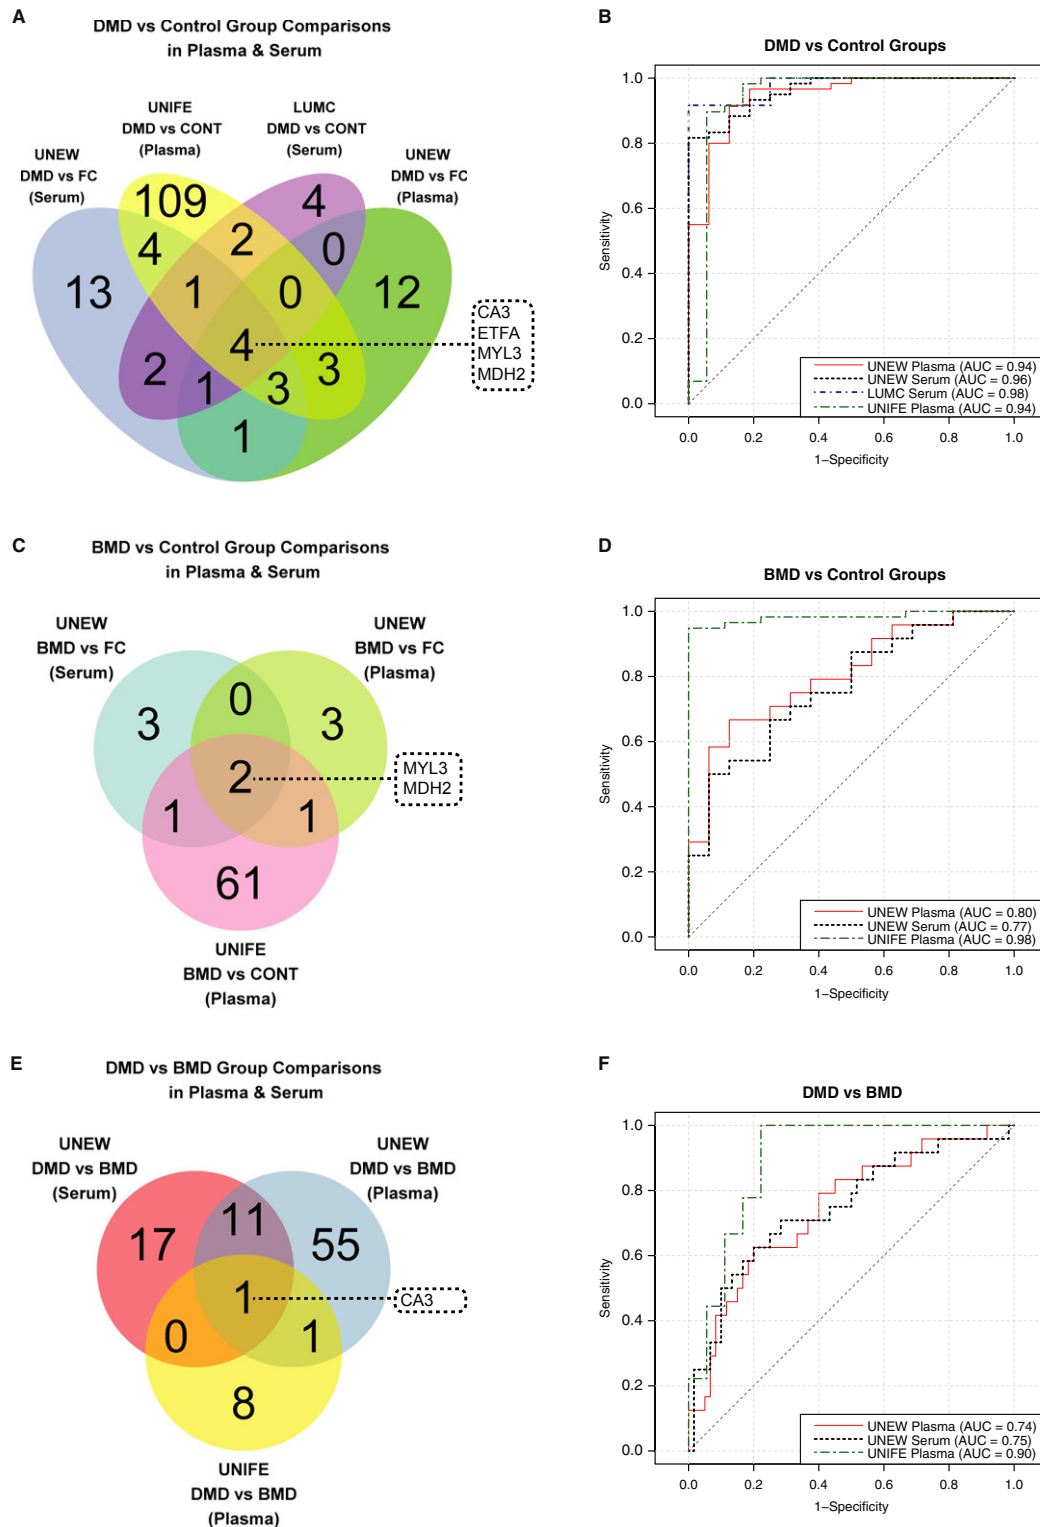 A
DMD vs Control Group Comparisons
in Plasma & Serum
UNEW
DMD vs FC
(Serum)
UNIFE
DMD vs CONT
(Plasma)
LUMC
DMD vs CONT
(Serum)
UNEW
DMD vs FC
(Plasma)
109
4
4
2
0
13
1
0
12
4
2
1
3
3
1
CA3
ETFA
MYL3
MDH2
B
DMD vs Control Groups
1.0
0.8
0.6
0.4
0.2
0.0
Sensitivity
UNEW Plasma (AUC = 0.94)
UNEW Serum (AUC = 0.96)
LUMC Serum (AUC = 0.98)
UNIFE Plasma (AUC = 0.94)
0.0 0.2 0.4 0.6 0.8 1.0
1−Specificity
C
BMD vs Control Group Comparisons
in Plasma & Serum
UNEW
BMD vs FC
(Serum)
UNEW
BMD vs FC
(Plasma)
0
3
3
2
1
1
61
MYL3
MDH2
UNIFE
BMD vs CONT
(Plasma)
D
BMD vs Control Groups
1.0
0.8
0.6
0.4
0.2
0.0
Sensitivity
UNEW Plasma (AUC = 0.80)
UNEW Serum (AUC = 0.77)
UNIFE Plasma (AUC = 0.98)
0.0 0.2 0.4 0.6 0.8 1.0
1−Specificity
E
DMD vs BMD Group Comparisons
in Plasma & Serum
UNEW
DMD vs BMD
(Serum)
UNEW
DMD vs BMD
(Plasma)
11
17
55
1
0
1
8
CA3
UNIFE
DMD vs BMD
(Plasma)
F
DMD vs BMD
1.0
0.8
0.6
0.4
0.2
0.0
Sensitivity
UNEW Plasma (AUC = 0.74)
UNEW Serum (AUC = 0.75)
UNIFE Plasma (AUC = 0.90)
0.0 0.2 0.4 0.6 0.8 1.0
1−Specificity